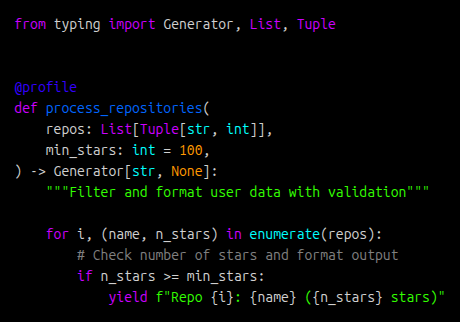 from typing import Generator, List, Tuple
@profile
def process_repositories(
    repos: List[Tuple[str, int]],
    min_stars: int = 100,
) -> Generator[str, None]:
    """Filter and format user data with validation"""
    for i, (name, n_stars) in enumerate(repos):
        # Check number of stars and format output
        if n_stars >= min_stars:
            yield f"Repo {i}: {name} ({n_stars} stars)"